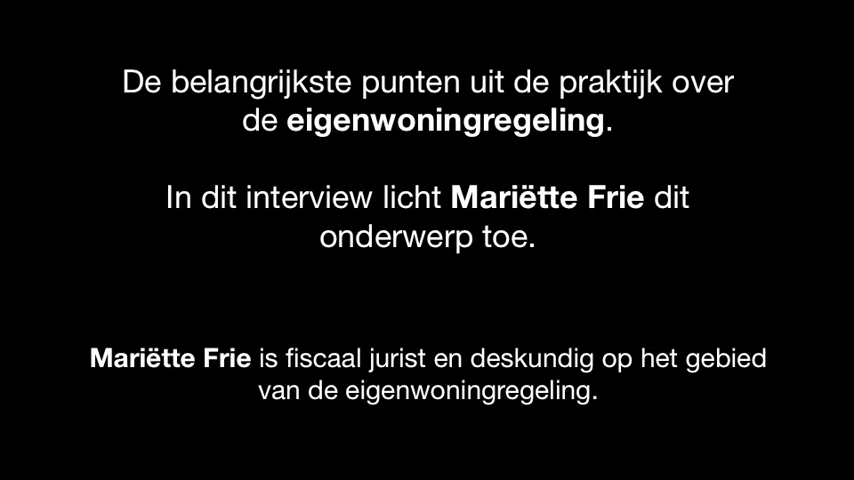 De belangrijkste punten uit de praktijk over
de eigenwoningregeling.
In dit interview licht Mariëtte Frie dit
onderwerp toe.
Mariëtte Frie is fiscaal jurist en deskundig op het gebied
van de eigenwoningregeling.